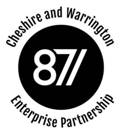 Cheshire and Warrington
871
Enterprise Partnership